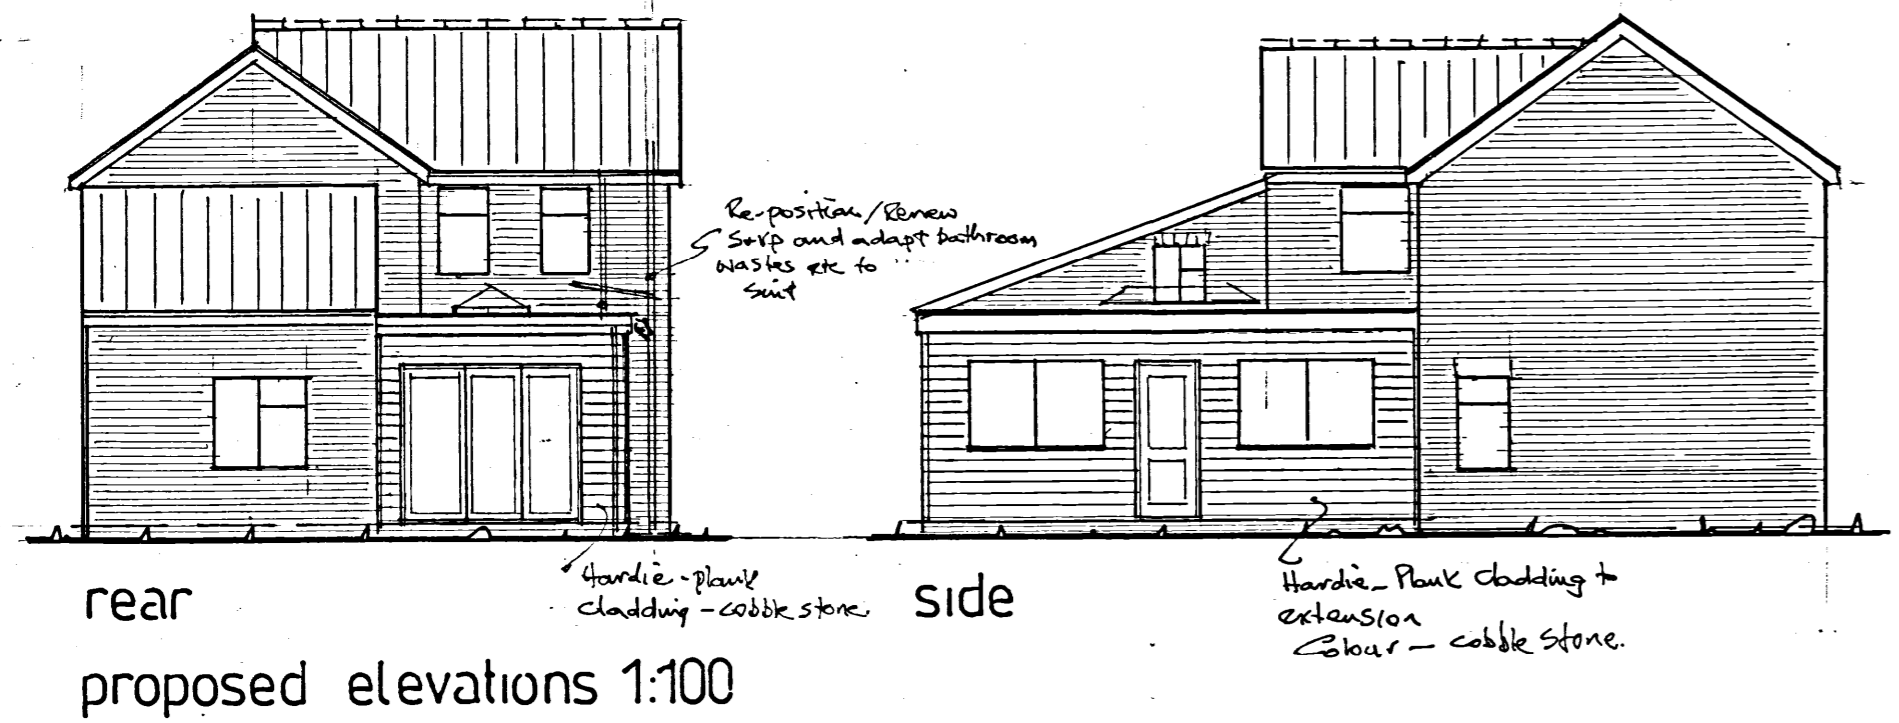 Re-position/Renew
S+vp and adapt bathroom
wastes etc to
suit
Hardie-plank
cladding - cobble stone
rear
side
Hardie-Plank Cladding to
extension
Colour - cobble stone.
proposed elevations 1:100